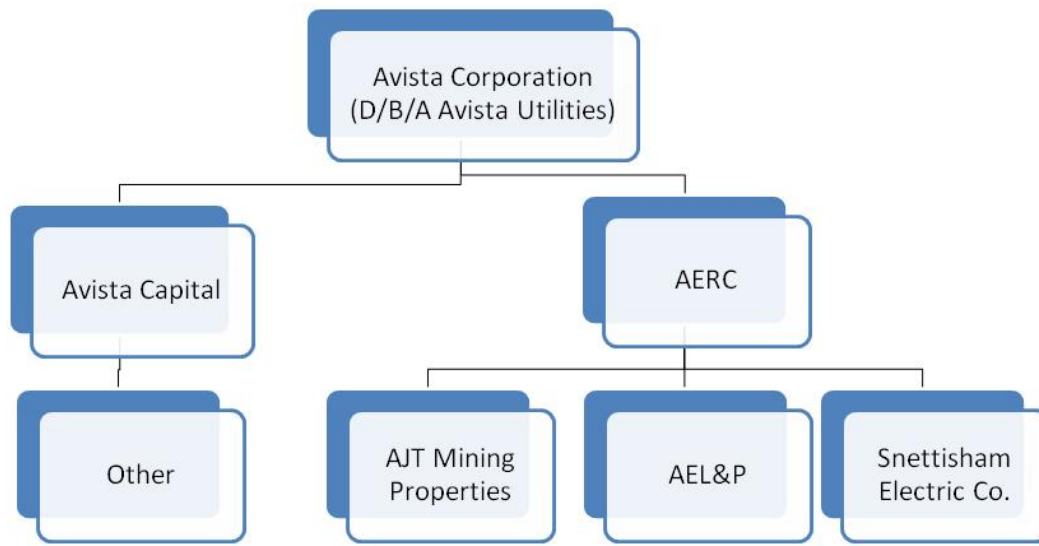 Avista Corporation
(D/B/A Avista Utilities)
Avista Capital
AERC
Other
AJT Mining
Properties
AEL&P
Snettisham
Electric Co.